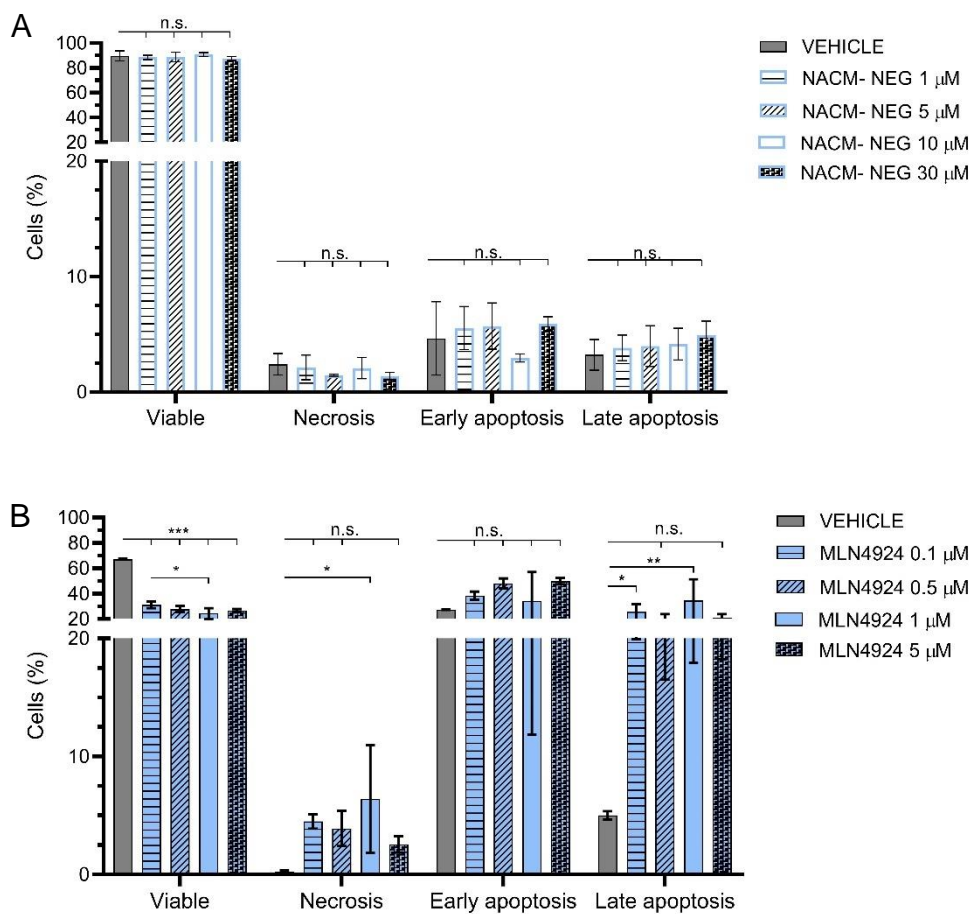 A
n.s.
100
80
60
40
20
20
10
0
Cells (%)
n.s.
n.s.
n.s.
Viable
Necrosis
Early apoptosis
Late apoptosis
VEHICLE
NACM- NEG 1 μM
NACM- NEG 5 μM
NACM- NEG 10 μM
NACM- NEG 30 μM
B
100
80
60
40
20
20
10
0
Cells (%)
***
*
n.s.
*
n.s.
n.s.
**
*
Viable
Necrosis
Early apoptosis
Late apoptosis
VEHICLE
MLN4924 0.1 μM
MLN4924 0.5 μM
MLN4924 1 μM
MLN4924 5 μM